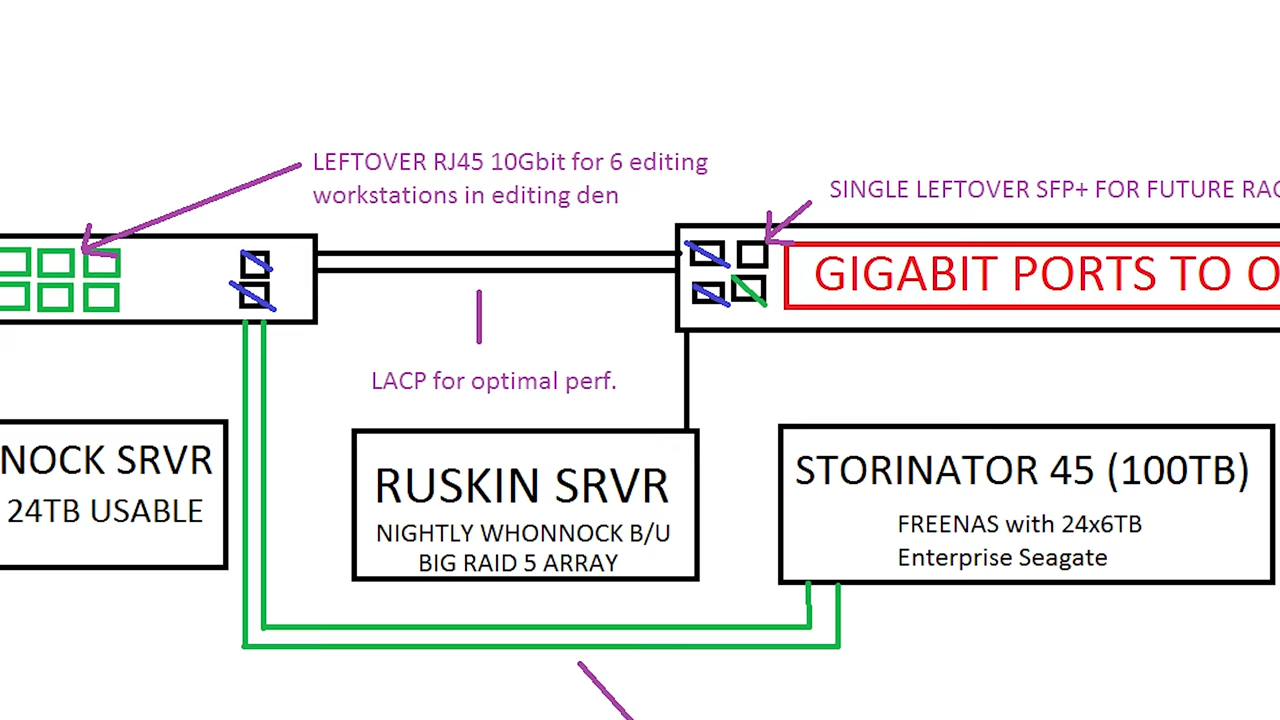 LEFTOVER RJ45 10Gbit for 6 editing
workstations in editing den
SINGLE LEFTOVER SFP+ FOR FUTURE RAC
GIGABIT PORTS TO O
LACP for optimal perf.
NOCK SRVR
24TB USABLE
RUSKIN SRVR
NIGHTLY WHONNOCK B/U
BIG RAID 5 ARRAY
STORINATOR 45 (100TB)
FREENAS with 24x6TB
Enterprise Seagate